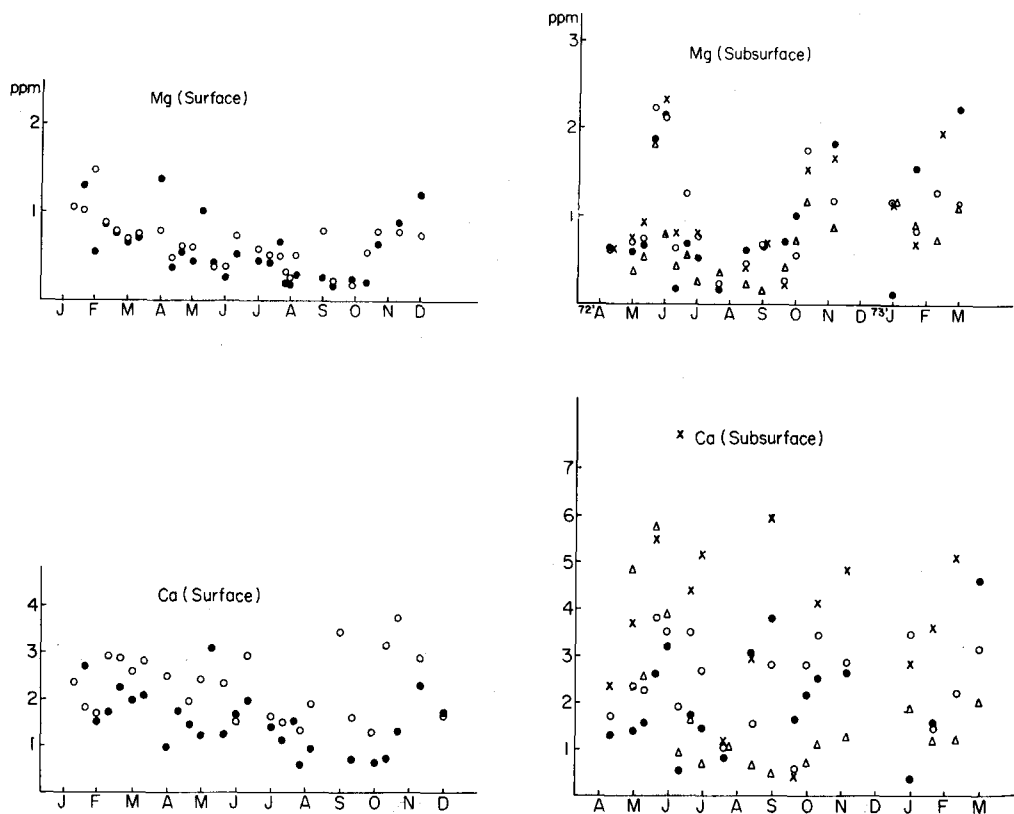 ppm
Mg (Surface)
2
1
J F M A M J J A S O N D
ppm
3
Mg (Subsurface)
2
1
72' A M J J A S O N D 73' J F M
Ca (Surface)
4
3
2
1
J F M A M J J A S O N D
Ca (Subsurface)
7
6
5
4
3
2
1
A M J J A S O N D J F M